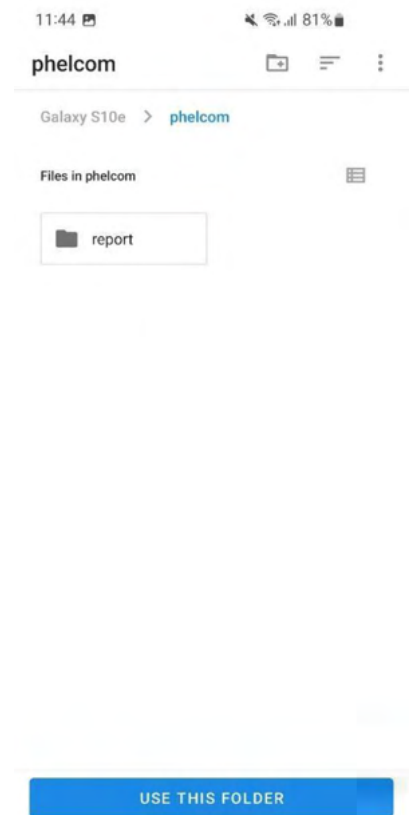 11:44 81%
phelcom
Galaxy S10e > phelcom
Files in phelcom
report
USE THIS FOLDER